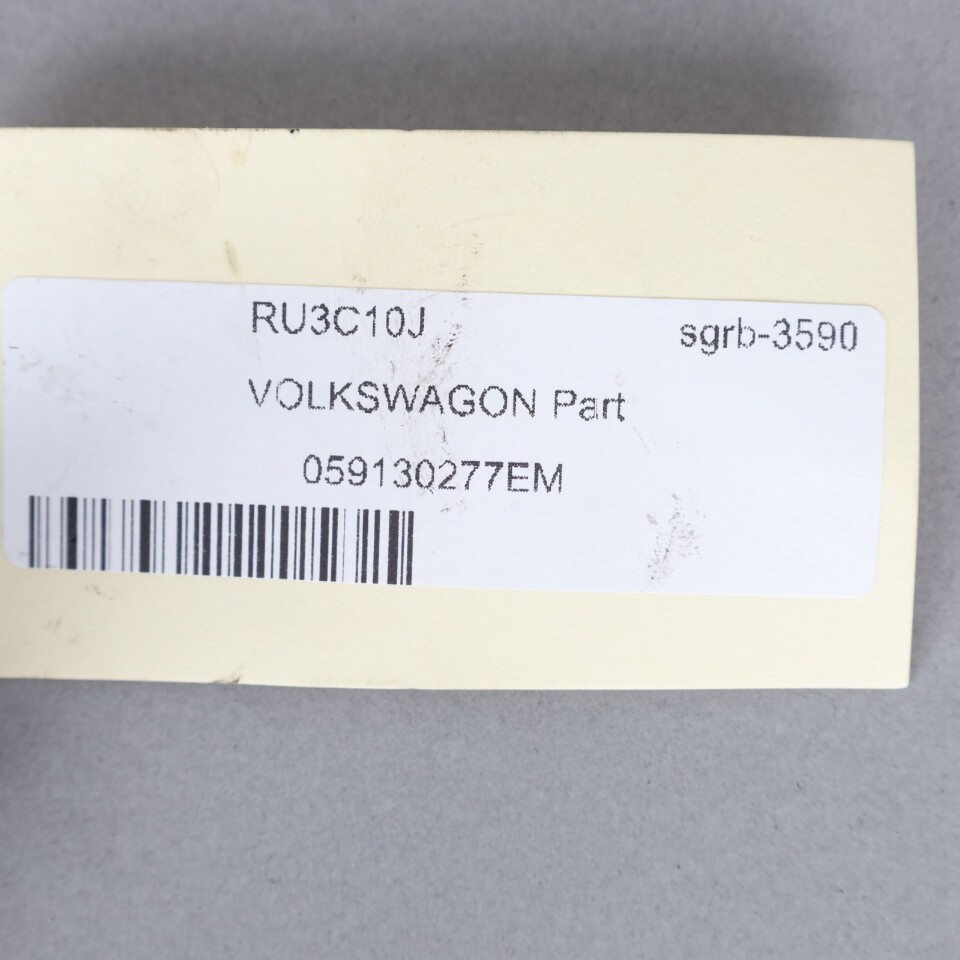 RU3C10J sgrb-3590
VOLKSWAGON Part
059130277EM